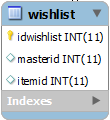 wishlist
idwishlist INT(11)
masterid INT(11)
itemid INT(11)
Indexes